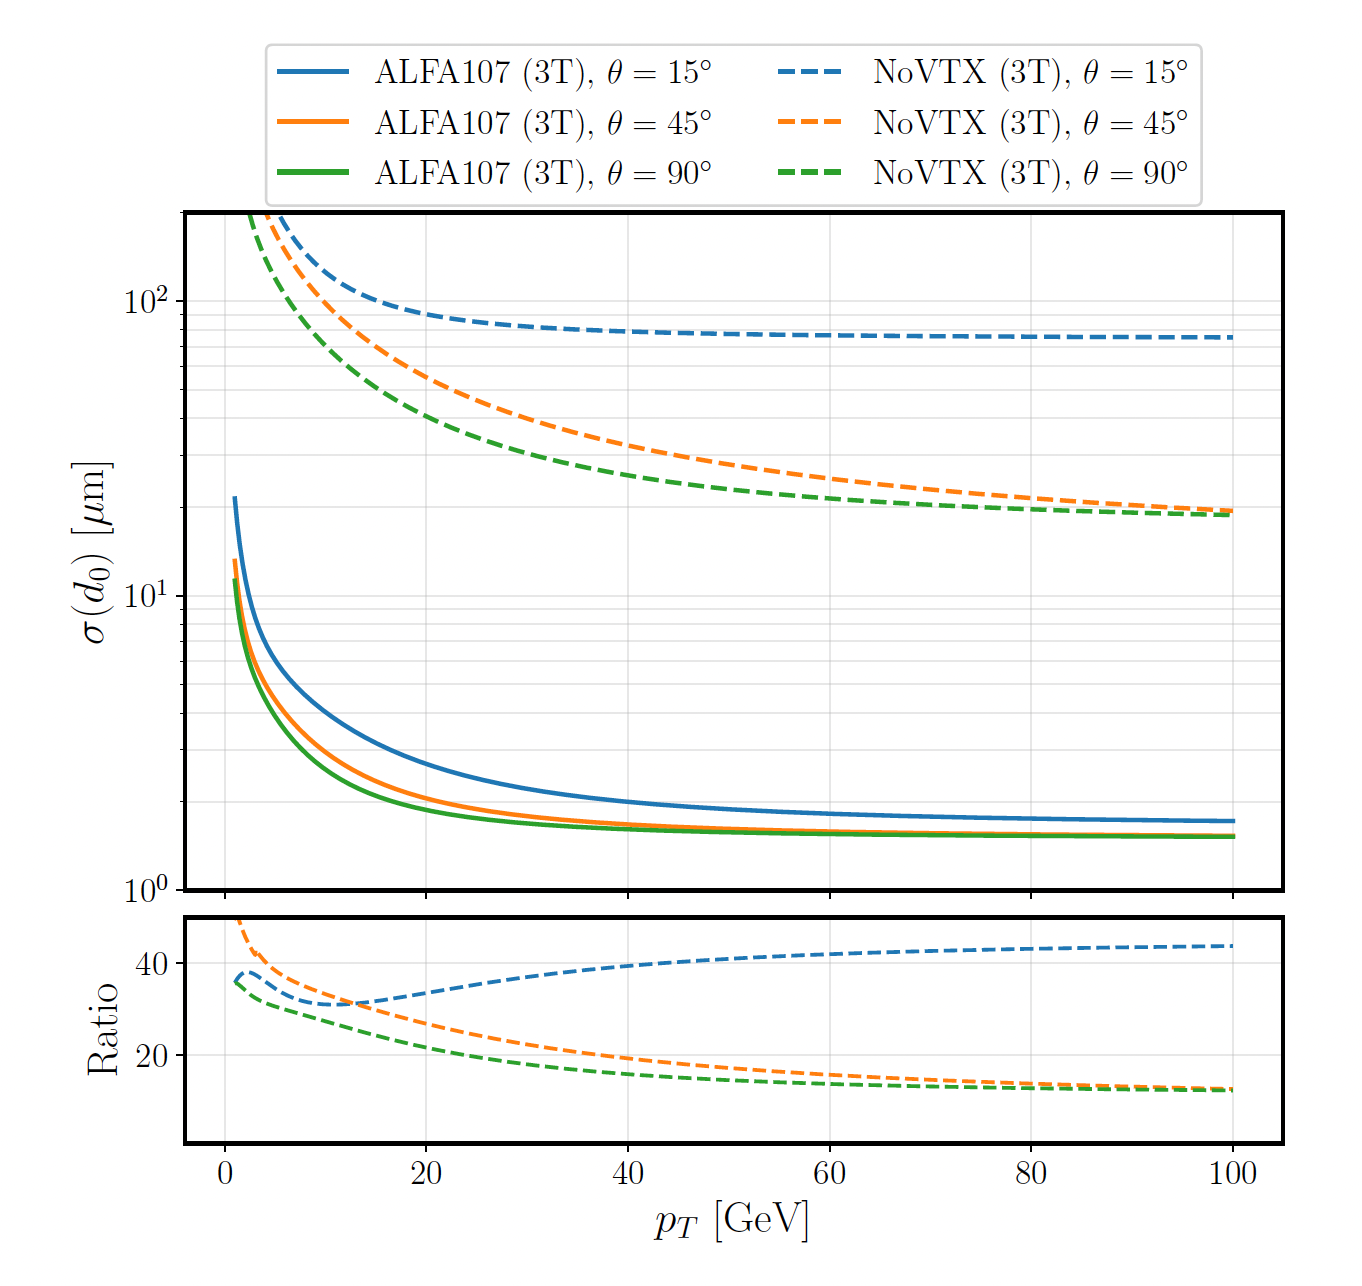 ALFA107 (3T), θ = 15° NoVTX (3T), θ = 15°
ALFA107 (3T), θ = 45° NoVTX (3T), θ = 45°
ALFA107 (3T), θ = 90° NoVTX (3T), θ = 90°
10²
10¹
10⁰
σ(d₀) [μm]
40
20
Ratio
0 20 40 60 80 100
p_T [GeV]